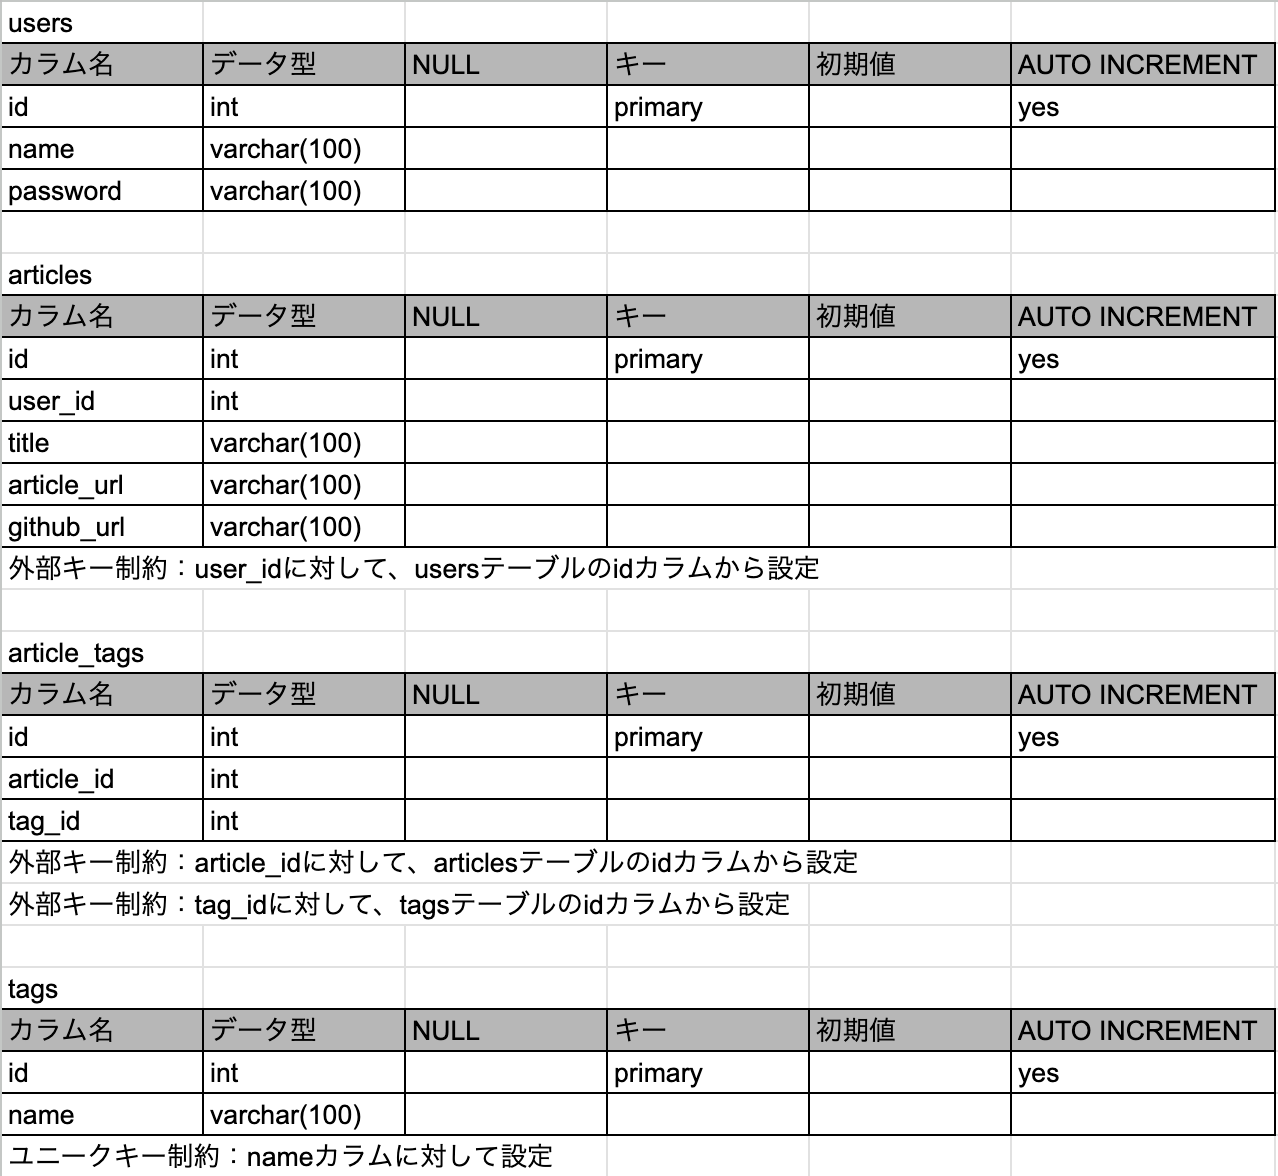 users
カラム名 データ型 NULL キー 初期値 AUTO INCREMENT
id int primary yes
name varchar(100)
password varchar(100)
articles
カラム名 データ型 NULL キー 初期値 AUTO INCREMENT
id int primary yes
user_id int
title varchar(100)
article_url varchar(100)
github_url varchar(100)
外部キー制約：user_idに対して、usersテーブルのidカラムから設定
article_tags
カラム名 データ型 NULL キー 初期値 AUTO INCREMENT
id int primary yes
article_id int
tag_id int
外部キー制約：article_idに対して、articlesテーブルのidカラムから設定
外部キー制約：tag_idに対して、tagsテーブルのidカラムから設定
tags
カラム名 データ型 NULL キー 初期値 AUTO INCREMENT
id int primary yes
name varchar(100)
ユニークキー制約：nameカラムに対して設定